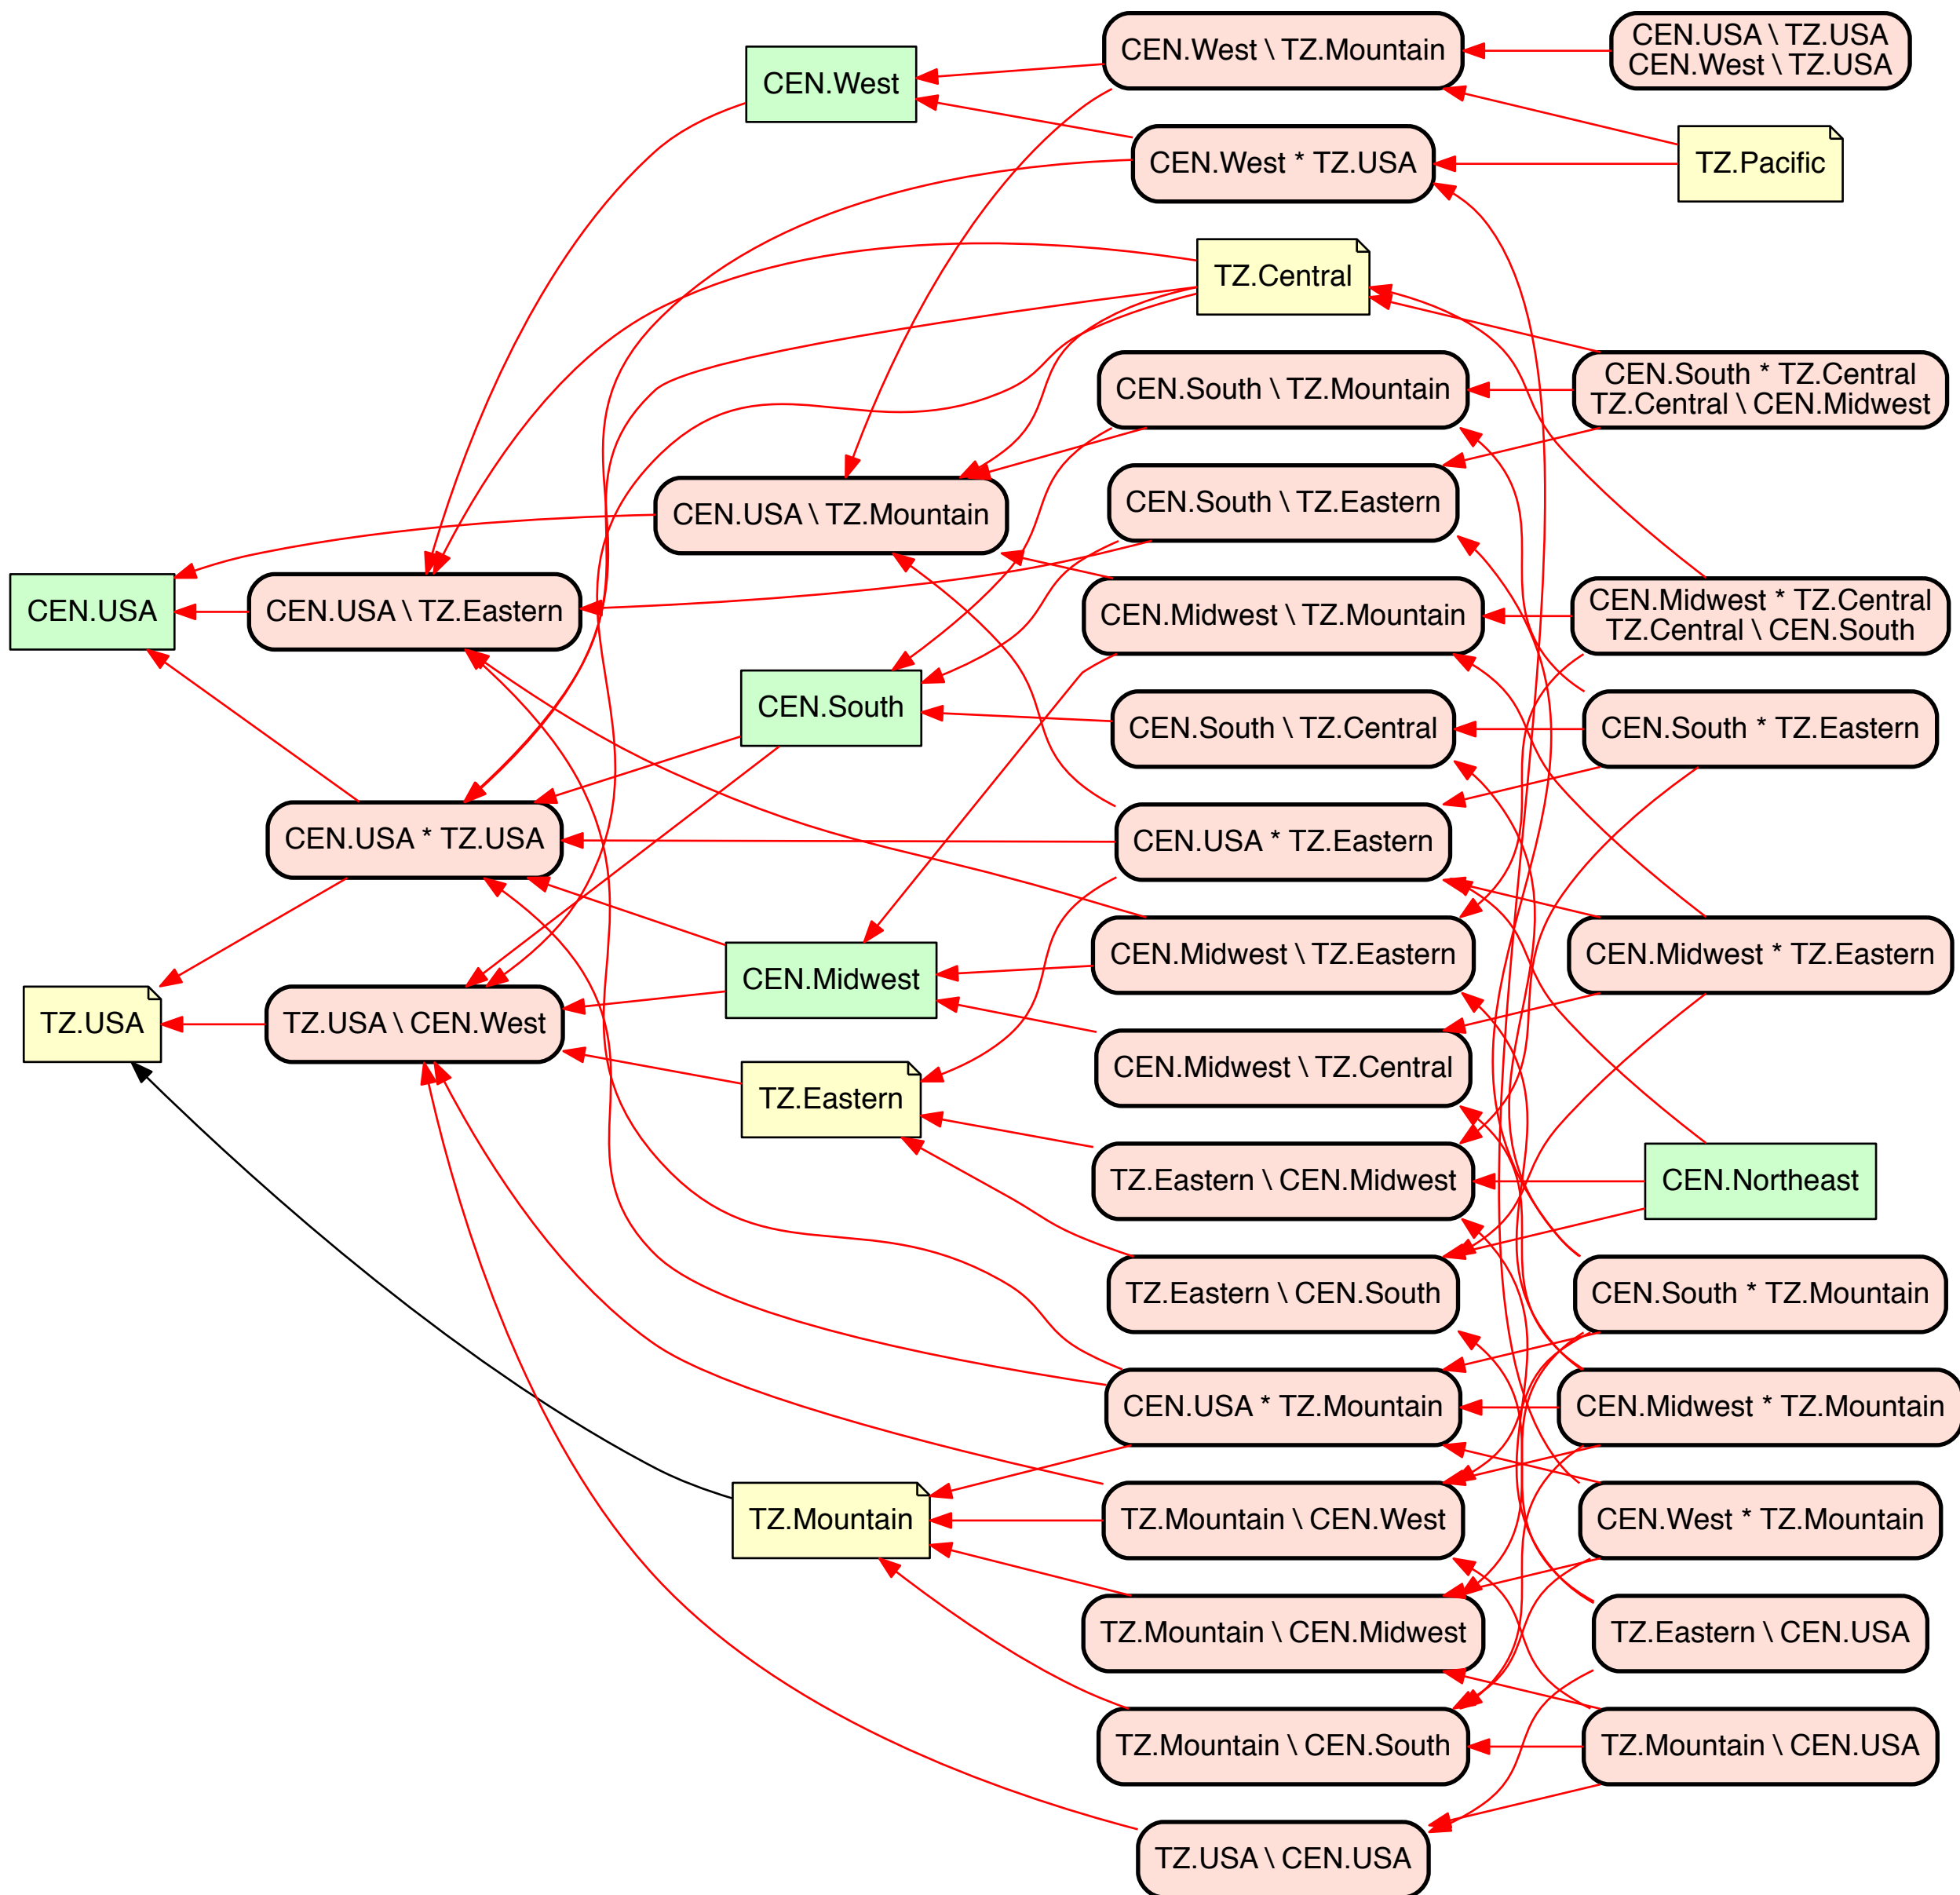 CEN.West \ TZ.Mountain
CEN.USA \ TZ.USA
CEN.West \ TZ.USA
CEN.West
CEN.West * TZ.USA
TZ.Pacific
TZ.Central
CEN.South \ TZ.Mountain
CEN.South * TZ.Central
TZ.Central \ CEN.Midwest
CEN.USA \ TZ.Mountain
CEN.South \ TZ.Eastern
CEN.USA
CEN.USA \ TZ.Eastern
CEN.Midwest \ TZ.Mountain
CEN.Midwest * TZ.Central
TZ.Central \ CEN.South
CEN.South
CEN.South \ TZ.Central
CEN.South * TZ.Eastern
CEN.USA * TZ.USA
CEN.USA * TZ.Eastern
CEN.Midwest \ TZ.Eastern
CEN.Midwest * TZ.Eastern
CEN.Midwest
TZ.USA
TZ.USA \ CEN.West
CEN.Midwest \ TZ.Central
TZ.Eastern
TZ.Eastern \ CEN.Midwest
CEN.Northeast
TZ.Eastern \ CEN.South
CEN.South * TZ.Mountain
CEN.USA * TZ.Mountain
CEN.Midwest * TZ.Mountain
TZ.Mountain
TZ.Mountain \ CEN.West
CEN.West * TZ.Mountain
TZ.Mountain \ CEN.Midwest
TZ.Eastern \ CEN.USA
TZ.Mountain \ CEN.South
TZ.Mountain \ CEN.USA
TZ.USA \ CEN.USA